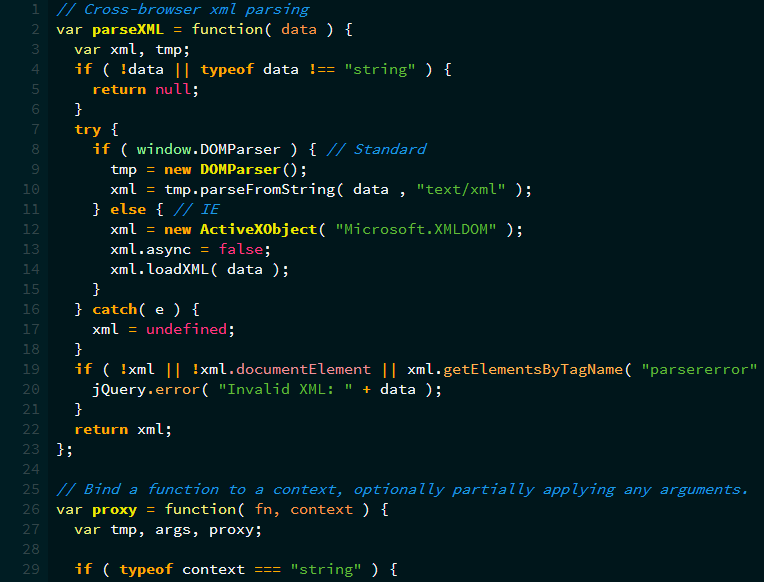 1 // Cross-browser xml parsing
2 var parseXML = function( data ) {
3   var xml, tmp;
4   if ( !data || typeof data !== "string" ) {
5     return null;
6   }
7   try {
8     if ( window.DOMParser ) { // Standard
9       tmp = new DOMParser();
10       xml = tmp.parseFromString( data , "text/xml" );
11     } else { // IE
12       xml = new ActiveXObject( "Microsoft.XMLDOM" );
13       xml.async = false;
14       xml.loadXML( data );
15     }
16   } catch( e ) {
17     xml = undefined;
18   }
19   if ( !xml || !xml.documentElement || xml.getElementsByTagName( "parsererror"
20     jQuery.error( "Invalid XML: " + data );
21   }
22   return xml;
23 };
24
25 // Bind a function to a context, optionally partially applying any arguments.
26 var proxy = function( fn, context ) {
27   var tmp, args, proxy;
28
29   if ( typeof context === "string" ) {